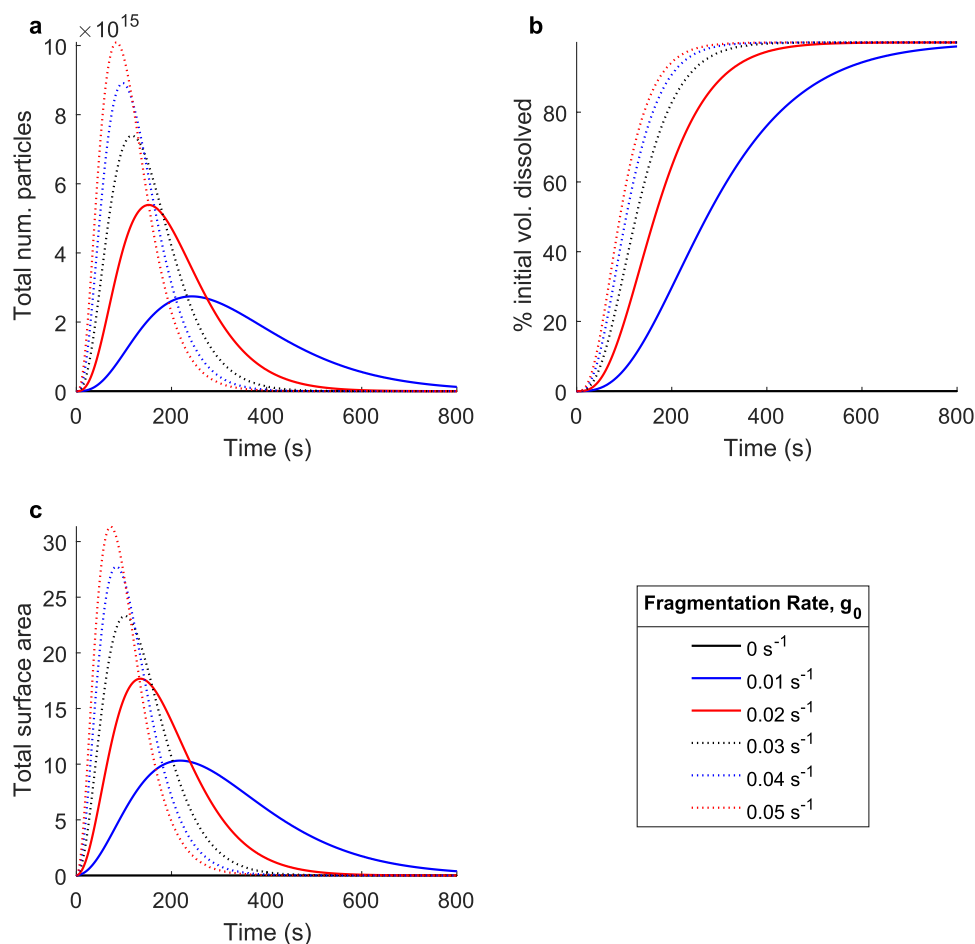 a
× 10^15
Total num. particles
10
8
6
4
2
0
0 200 400 600 800
Time (s)
b
% initial vol. dissolved
80
60
40
20
0
0 200 400 600 800
Time (s)
c
Total surface area
30
25
20
15
10
5
0
0 200 400 600 800
Time (s)
Fragmentation Rate, g_0
0 s^-1
0.01 s^-1
0.02 s^-1
0.03 s^-1
0.04 s^-1
0.05 s^-1